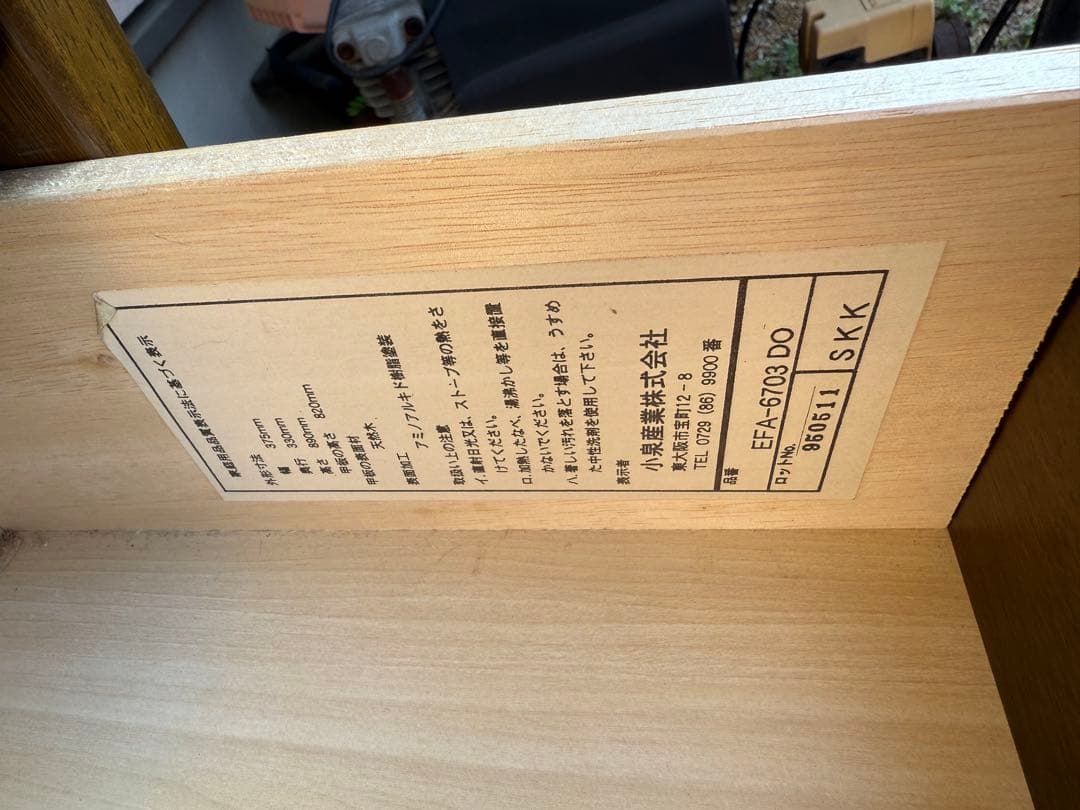 家庭用品品質表示法に基づく表示
外形寸法
幅 375mm
奥行 330mm
高さ 890mm
甲板の高さ 820mm
甲板の表面材
天然木
表面加工
アミノアルキド樹脂塗装
取扱い上の注意
イ.直射日光又は、ストーブ等の熱をさ
けてください。
ロ.加熱したなべ、湯沸かし等を直接置
かないでください。
ハ.著しい汚れを落とす場合は、うすめ
た中性洗剤を使用して下さい。
表示者
小泉産業株式会社
東大阪市宝町12-8
TEL 0729 (86) 9900 番
品番 EFA-6703 DO
ロットNo.
950511 SKK